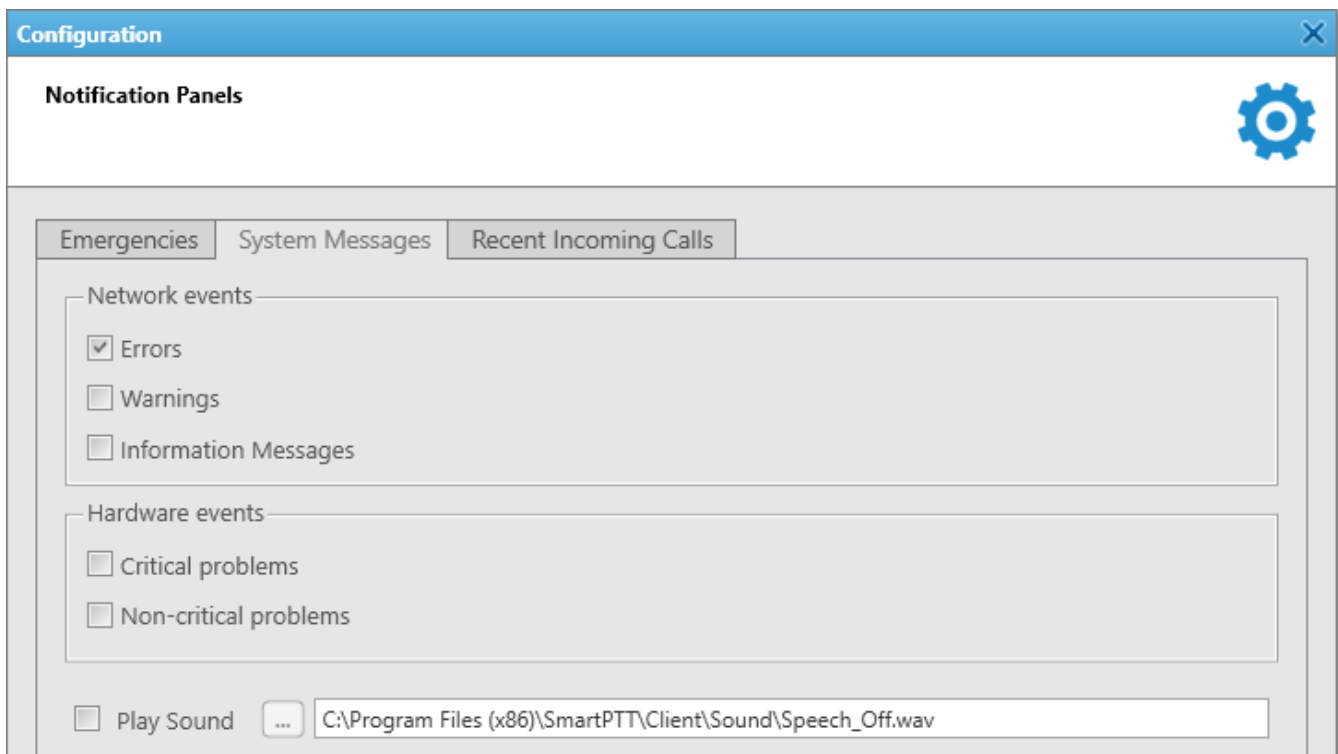 Configuration
Notification Panels
Emergencies System Messages Recent Incoming Calls
Network events
Errors
Warnings
Information Messages
Hardware events
Critical problems
Non-critical problems
Play Sound ... C:\Program Files (x86)\SmartPTT\Client\Sound\Speech_Off.wav